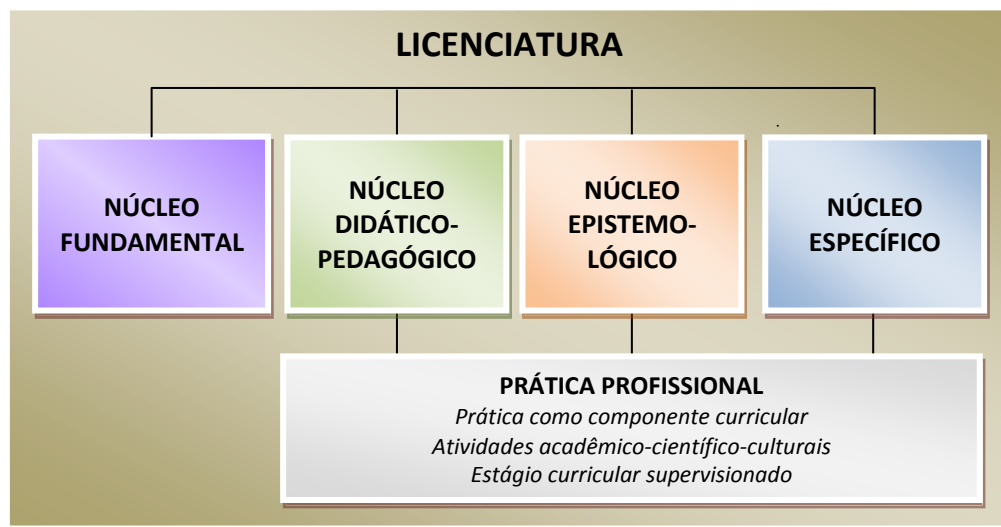 LICENCIATURA
NÚCLEO
FUNDAMENTAL
NÚCLEO
DIDÁTICO-
PEDAGÓGICO
NÚCLEO
EPISTEMO-
LÓGICO
NÚCLEO
ESPECÍFICO
PRÁTICA PROFISSIONAL
Prática como componente curricular
Atividades acadêmico-científico-culturais
Estágio curricular supervisionado